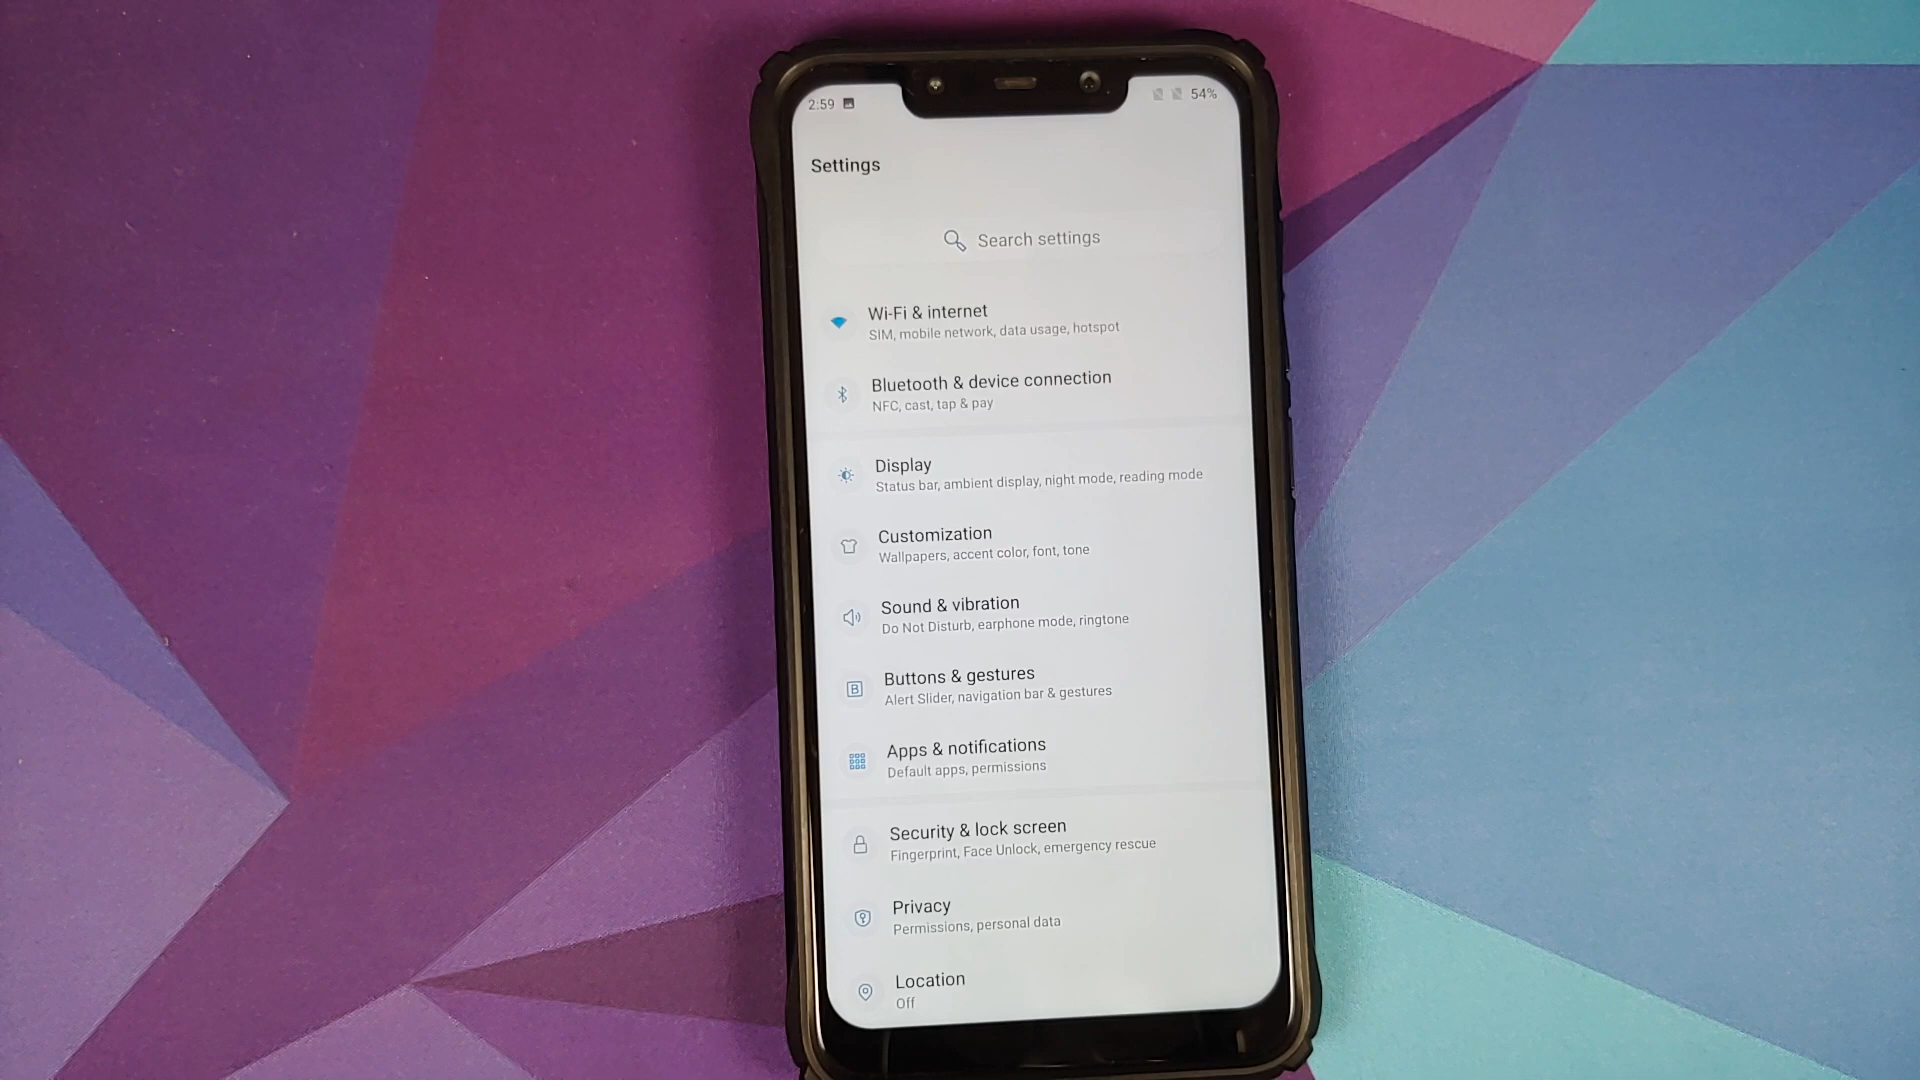 2:59 54%
Settings
Search settings
Wi-Fi & internet
SIM, mobile network, data usage, hotspot
Bluetooth & device connection
NFC, cast, tap & pay
Display
Status bar, ambient display, night mode, reading mode
Customization
Wallpapers, accent color, font, tone
Sound & vibration
Do Not Disturb, earphone mode, ringtone
Buttons & gestures
Alert Slider, navigation bar & gestures
Apps & notifications
Default apps, permissions
Security & lock screen
Fingerprint, Face Unlock, emergency rescue
Privacy
Permissions, personal data
Location
Off